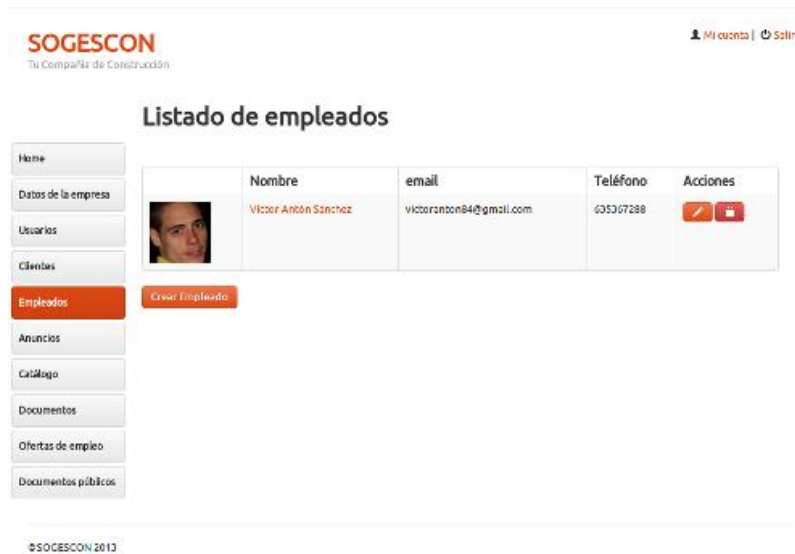 SOGESCON
Tu Compañía de Construcción
Mi cuenta | Salir
Listado de empleados
Home
Datos de la empresa
Usuarios
Clientes
Empleados
Anuncios
Catálogo
Documentos
Ofertas de empleo
Documentos públicos
Nombre email Teléfono Acciones
Víctor Antón Sánchez victoranton84@gmail.com 635367288
Crear Empleado
©SOGESCON 2013